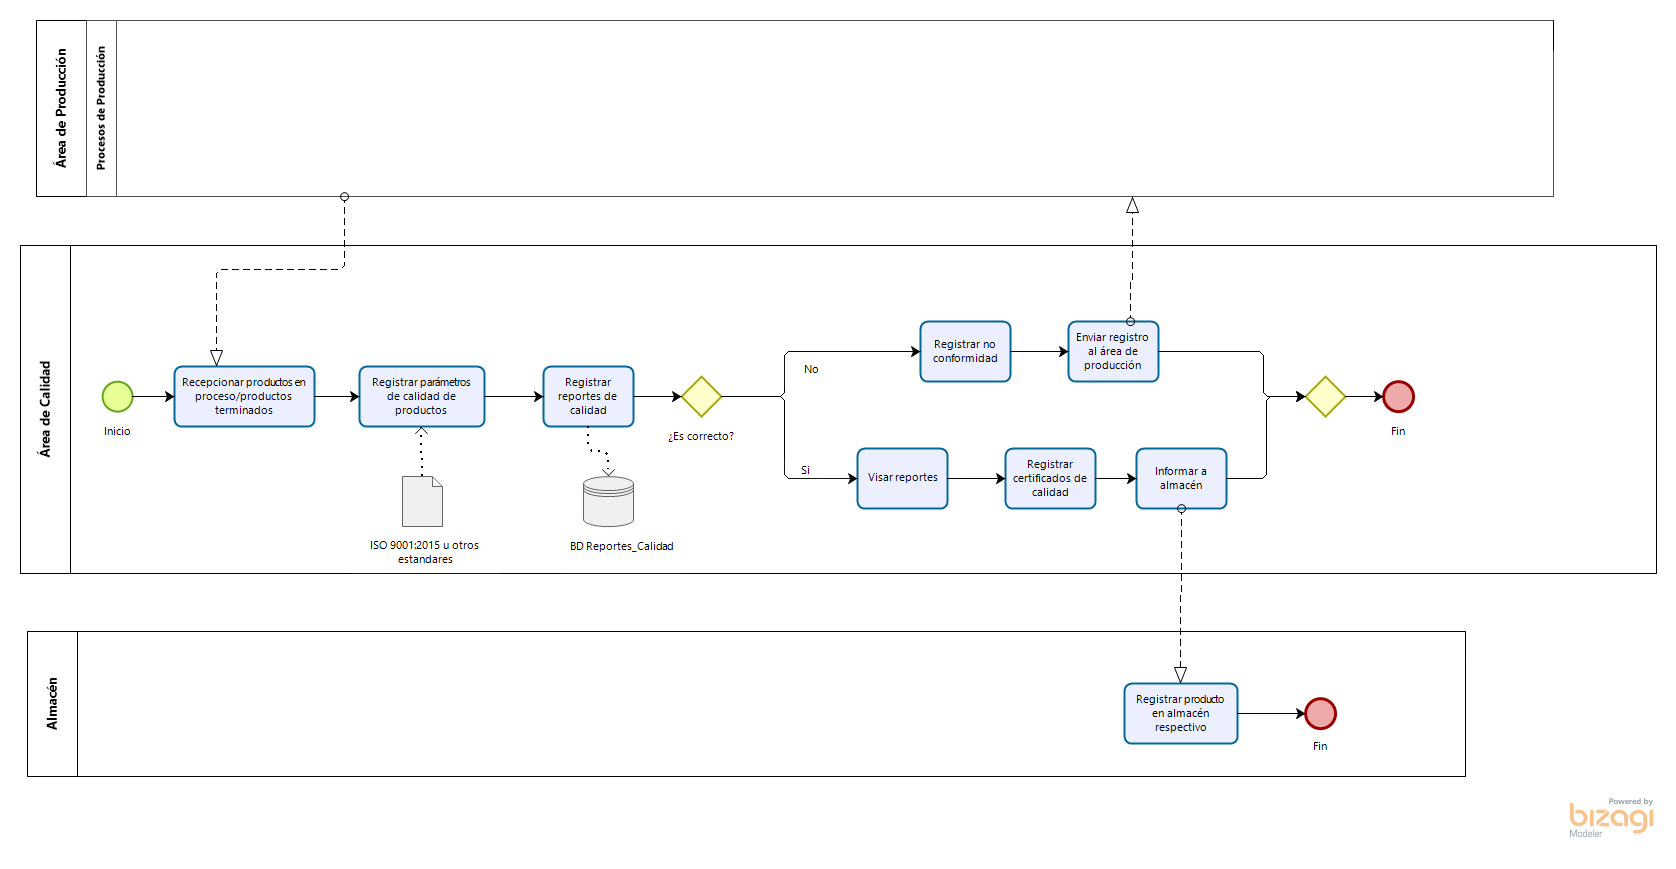 Área de Producción
Procesos de Producción
Área de Calidad
Inicio
Recepcionar productos en
proceso/productos
terminados
Registrar parámetros
de calidad de
productos
ISO 9001:2015 u otros
estandares
Registrar
reportes de
calidad
BD Reportes_Calidad
¿Es correcto?
No
Registrar no
conformidad
Enviar registro
al área de
producción
Si
Visar reportes
Registrar
certificados de
calidad
Informar a
almacén
Fin
Almacén
Registrar producto
en almacén
respectivo
Fin
Powered by
bizagi
Modeler